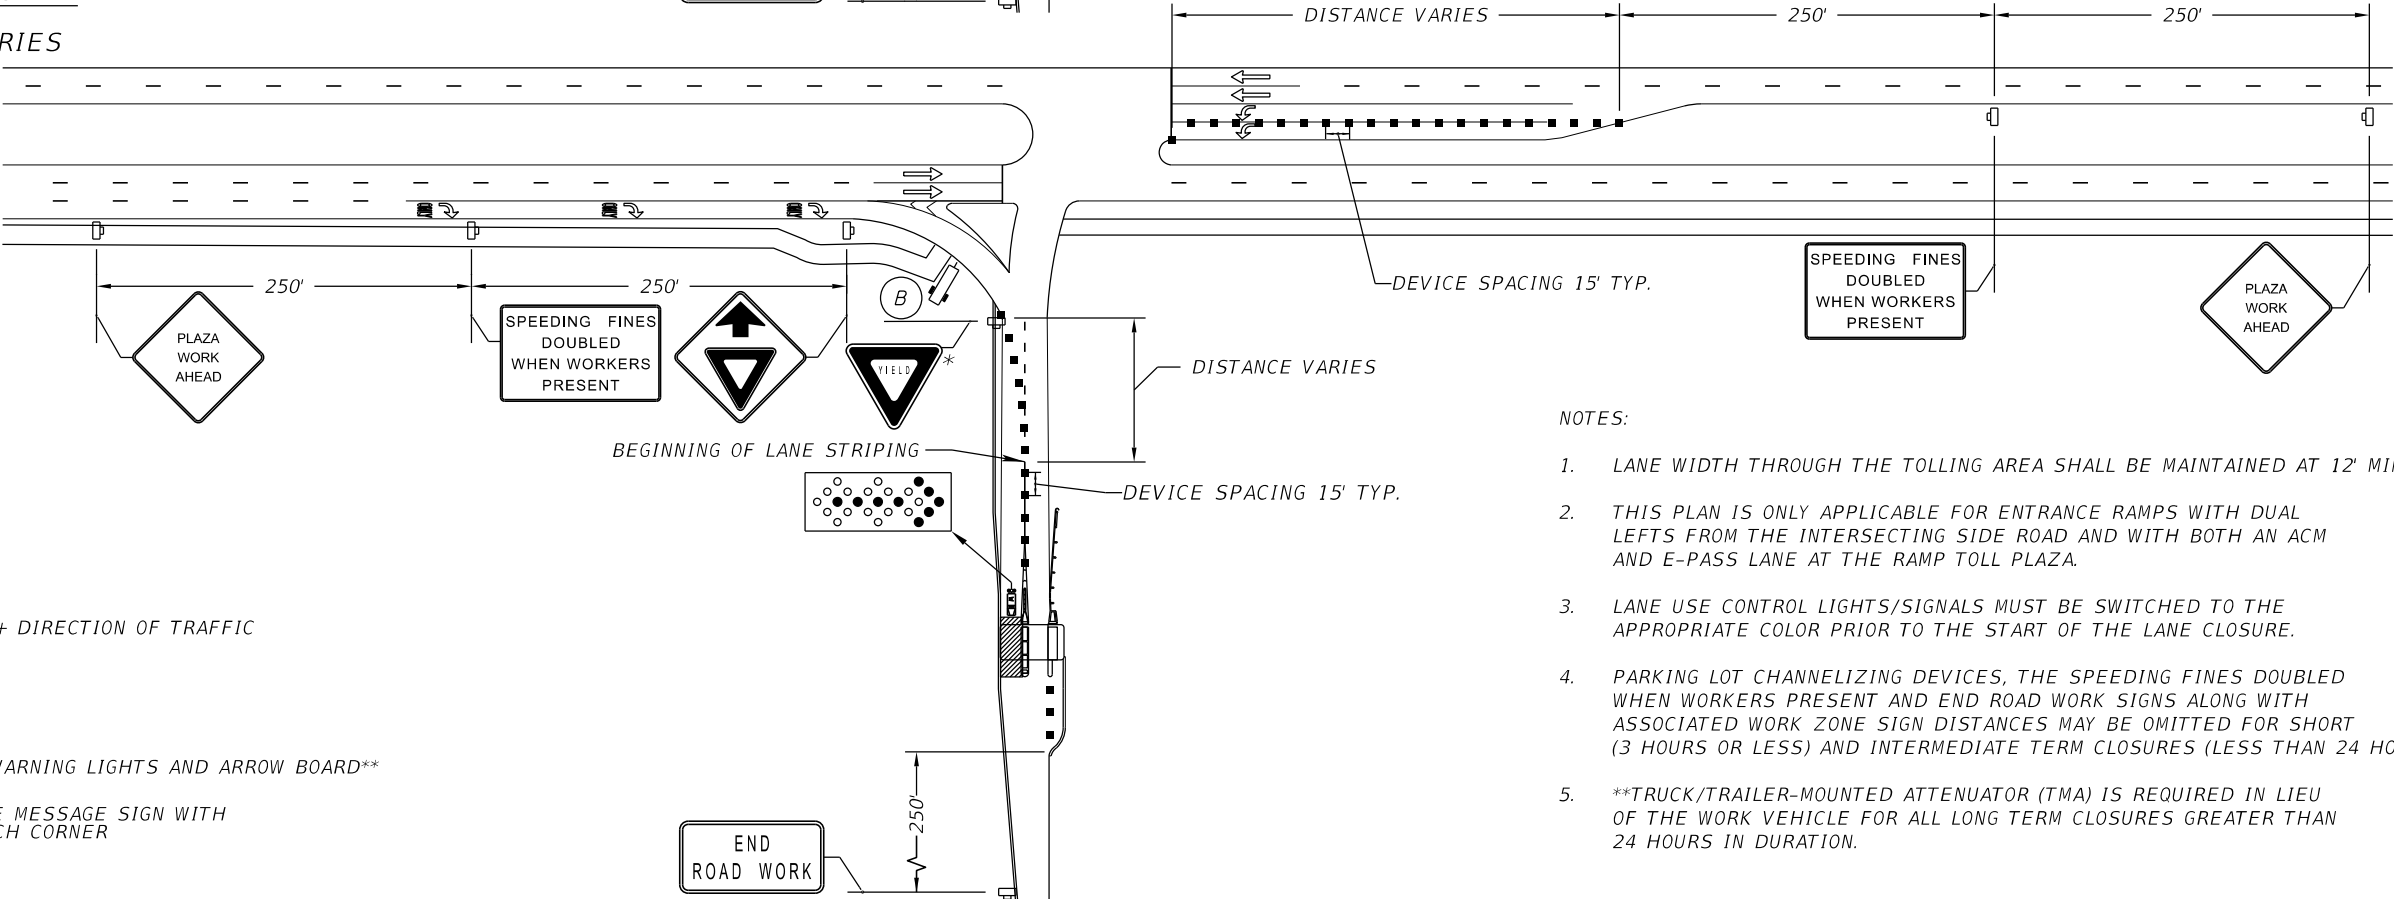 RIES
DISTANCE VARIES
250'
250'
250'
250'
PLAZA
WORK
AHEAD
SPEEDING FINES
DOUBLED
WHEN WORKERS
PRESENT
B
YIELD
*
DEVICE SPACING 15' TYP.
SPEEDING FINES
DOUBLED
WHEN WORKERS
PRESENT
PLAZA
WORK
AHEAD
DISTANCE VARIES
BEGINNING OF LANE STRIPING
DEVICE SPACING 15' TYP.
+ DIRECTION OF TRAFFIC
WARNING LIGHTS AND ARROW BOARD**
E MESSAGE SIGN WITH
CH CORNER
250'
END
ROAD WORK
NOTES:
1. LANE WIDTH THROUGH THE TOLLING AREA SHALL BE MAINTAINED AT 12' MI
2. THIS PLAN IS ONLY APPLICABLE FOR ENTRANCE RAMPS WITH DUAL
LEFTS FROM THE INTERSECTING SIDE ROAD AND WITH BOTH AN ACM
AND E-PASS LANE AT THE RAMP TOLL PLAZA.
3. LANE USE CONTROL LIGHTS/SIGNALS MUST BE SWITCHED TO THE
APPROPRIATE COLOR PRIOR TO THE START OF THE LANE CLOSURE.
4. PARKING LOT CHANNELIZING DEVICES, THE SPEEDING FINES DOUBLED
WHEN WORKERS PRESENT AND END ROAD WORK SIGNS ALONG WITH
ASSOCIATED WORK ZONE SIGN DISTANCES MAY BE OMITTED FOR SHORT
(3 HOURS OR LESS) AND INTERMEDIATE TERM CLOSURES (LESS THAN 24 HO
5. **TRUCK/TRAILER-MOUNTED ATTENUATOR (TMA) IS REQUIRED IN LIEU
OF THE WORK VEHICLE FOR ALL LONG TERM CLOSURES GREATER THAN
24 HOURS IN DURATION.